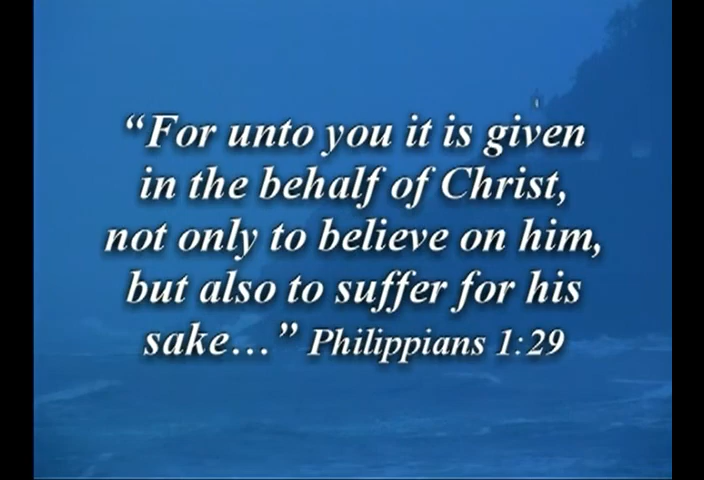 “For unto you it is given
in the behalf of Christ,
not only to believe on him,
but also to suffer for his
sake...” Philippians 1:29